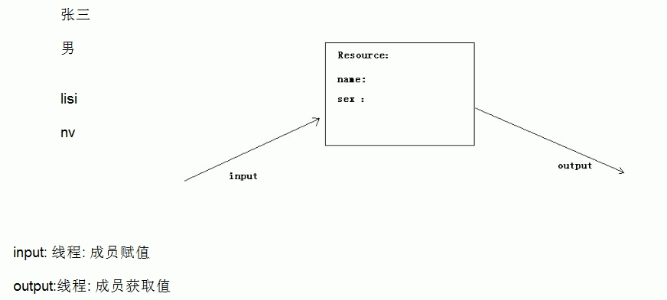 张三
男
lisi
nv
Resource:
name:
sex :
input
output
input: 线程: 成员赋值
output:线程: 成员获取值